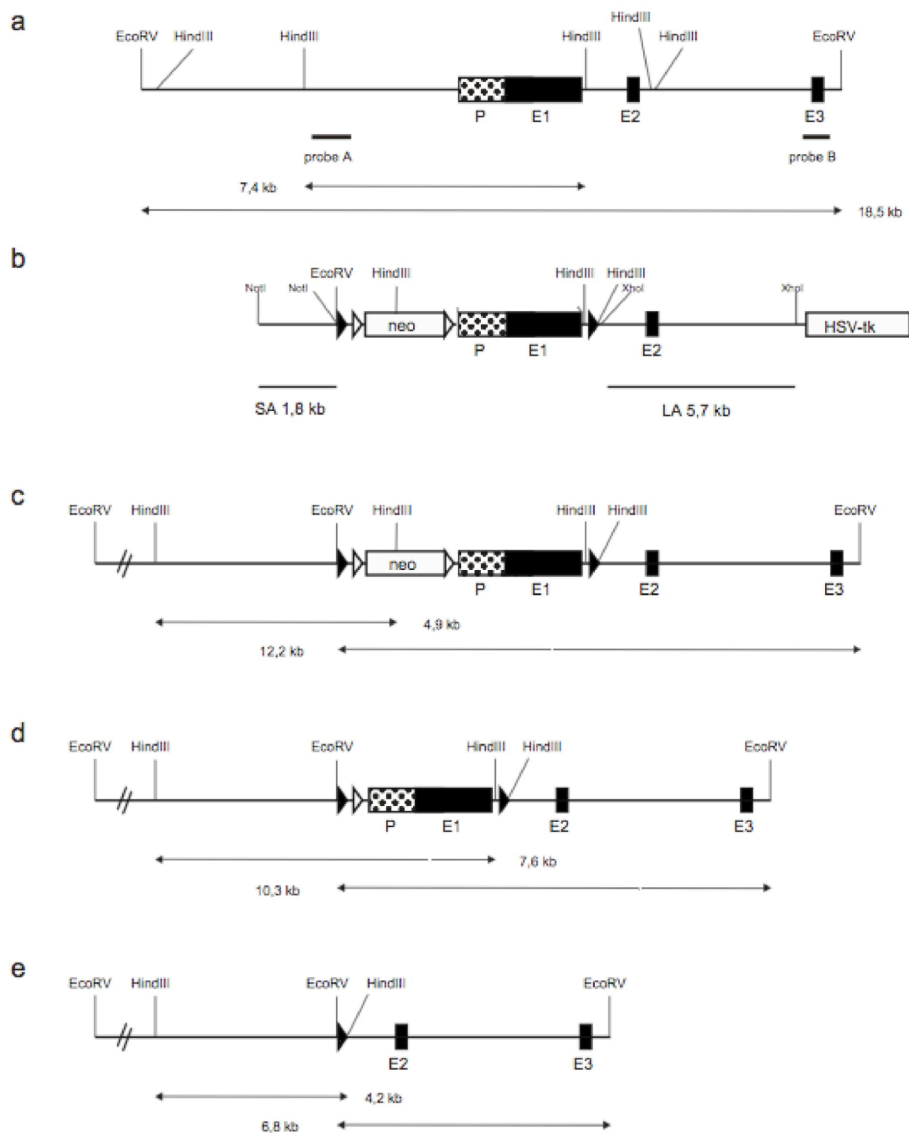 a
EcoRV HindIII HindIII HindIII HindIII HindIII EcoRV
P E1 E2 E3
probe A probe B
7,4 kb
18,5 kb
b
NotI NotI EcoRV HindIII HindIII HindIII XhoI XhoI
neo HSV-tk
P E1 E2
SA 1,8 kb LA 5,7 kb
c
EcoRV HindIII EcoRV HindIII HindIII HindIII EcoRV
neo
P E1 E2 E3
4,9 kb
12,2 kb
d
EcoRV HindIII EcoRV HindIII HindIII EcoRV
P E1 E2 E3
7,6 kb
10,3 kb
e
EcoRV HindIII EcoRV HindIII EcoRV
E2 E3
4,2 kb
6,8 kb